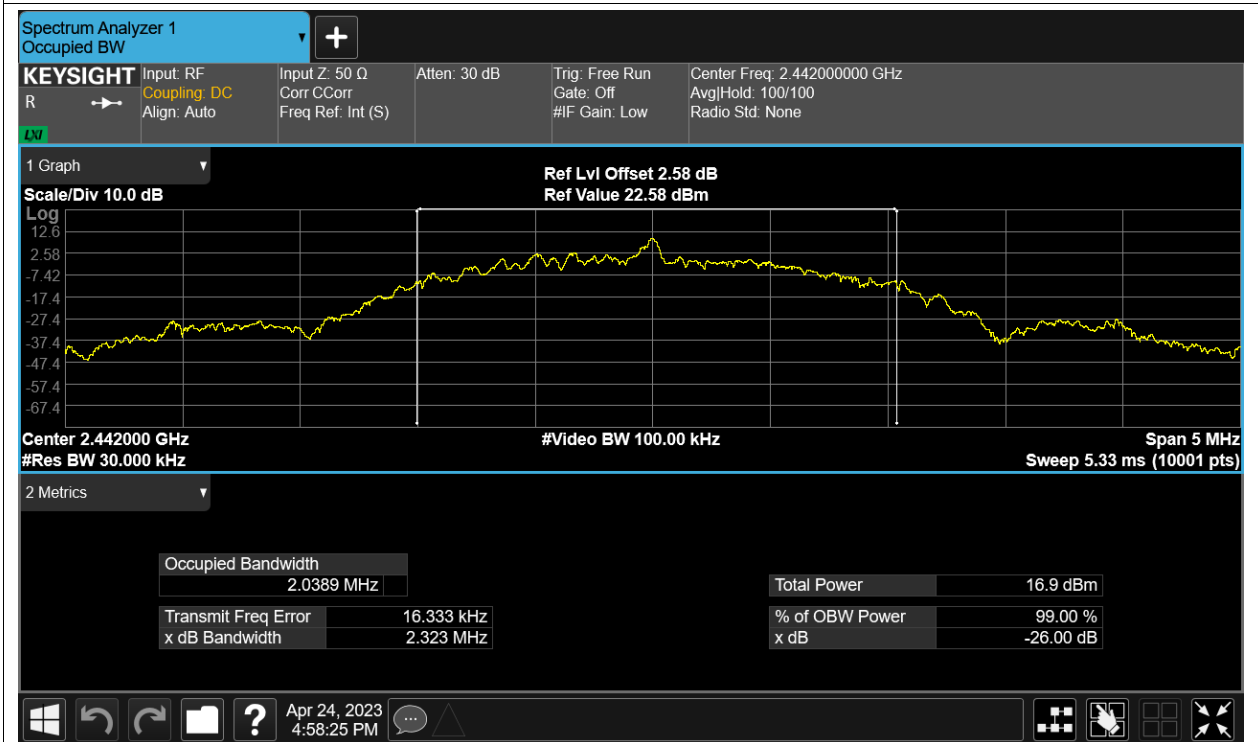 Spectrum Analyzer 1
Occupied BW
KEYSIGHT
R
LXI
Input: RF
Coupling: DC
Align: Auto
Input Z: 50 Ω
Corr CCorr
Freq Ref: Int (S)
Atten: 30 dB
Trig: Free Run
Gate: Off
#IF Gain: Low
Center Freq: 2.442000000 GHz
Avg|Hold: 100/100
Radio Std: None
1 Graph
Scale/Div 10.0 dB
Ref Lvl Offset 2.58 dB
Ref Value 22.58 dBm
Log
12.6
2.58
-7.42
-17.4
-27.4
-37.4
-47.4
-57.4
-67.4
Center 2.442000 GHz
#Res BW 30.000 kHz
#Video BW 100.00 kHz
Span 5 MHz
Sweep 5.33 ms (10001 pts)
2 Metrics
Occupied Bandwidth
2.0389 MHz
Transmit Freq Error 16.333 kHz
x dB Bandwidth 2.323 MHz
Total Power 16.9 dBm
% of OBW Power 99.00 %
x dB -26.00 dB
?
Apr 24, 2023
4:58:25 PM